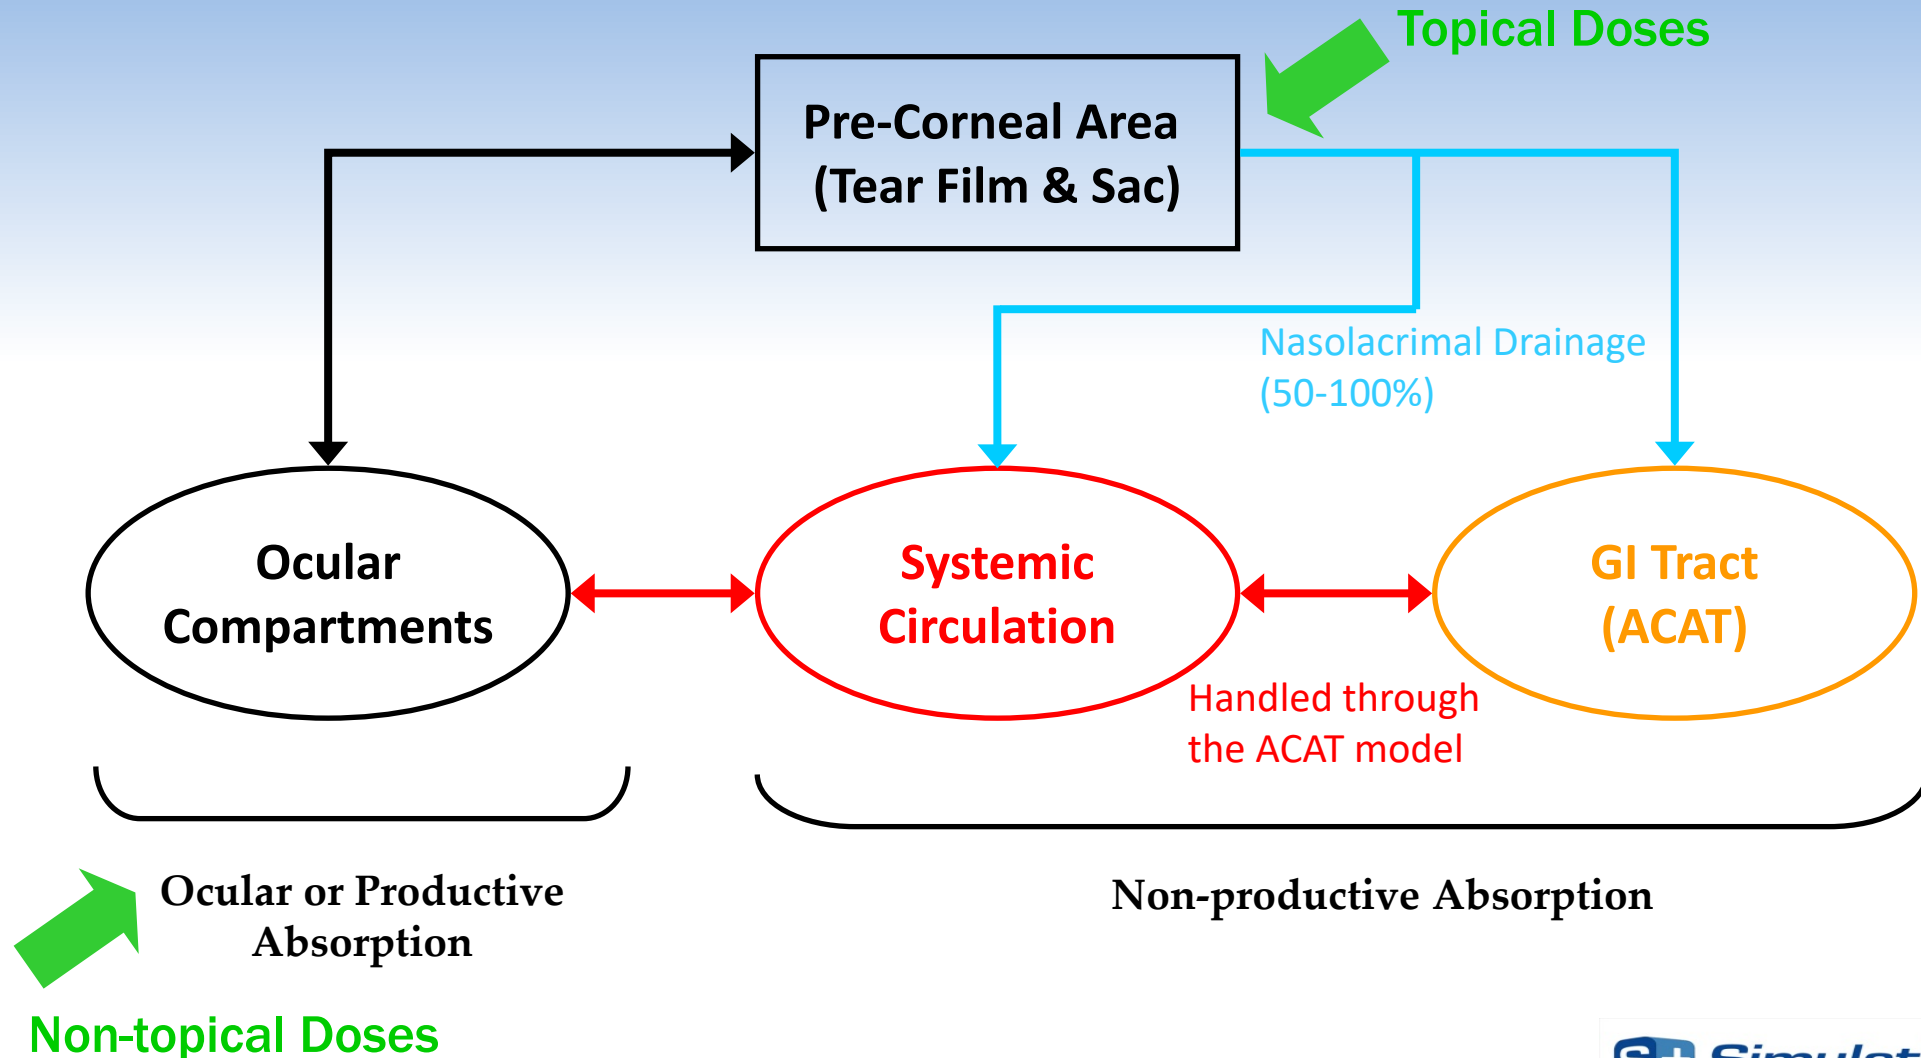 Topical Doses
Pre-Corneal Area
(Tear Film & Sac)
Nasolacrimal Drainage
(50-100%)
Ocular
Compartments
Systemic
Circulation
GI Tract
(ACAT)
Handled through
the ACAT model
Ocular or Productive
Absorption
Non-productive Absorption
Non-topical Doses
S+